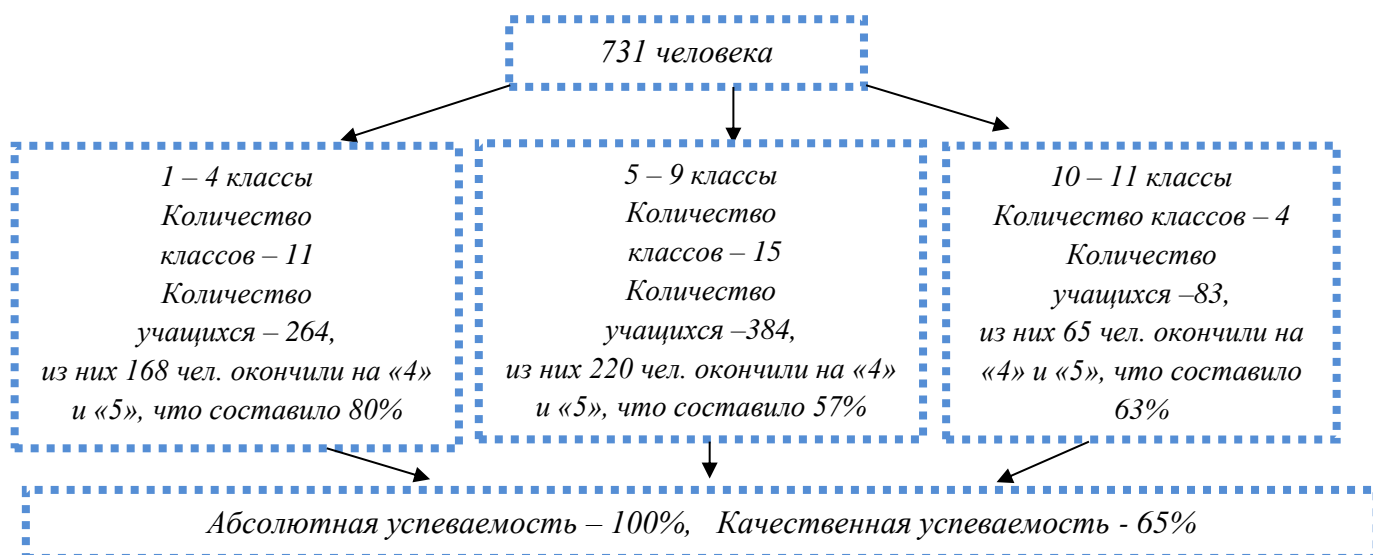 731 человека
1 – 4 классы
Количество
классов – 11
Количество
учащихся – 264,
из них 168 чел. окончили на «4»
и «5», что составило 80%
5 – 9 классы
Количество
классов – 15
Количество
учащихся –384,
из них 220 чел. окончили на «4»
и «5», что составило 57%
10 – 11 классы
Количество классов – 4
Количество
учащихся –83,
из них 65 чел. окончили на
«4» и «5», что составило
63%
Абсолютная успеваемость – 100%, Качественная успеваемость - 65%